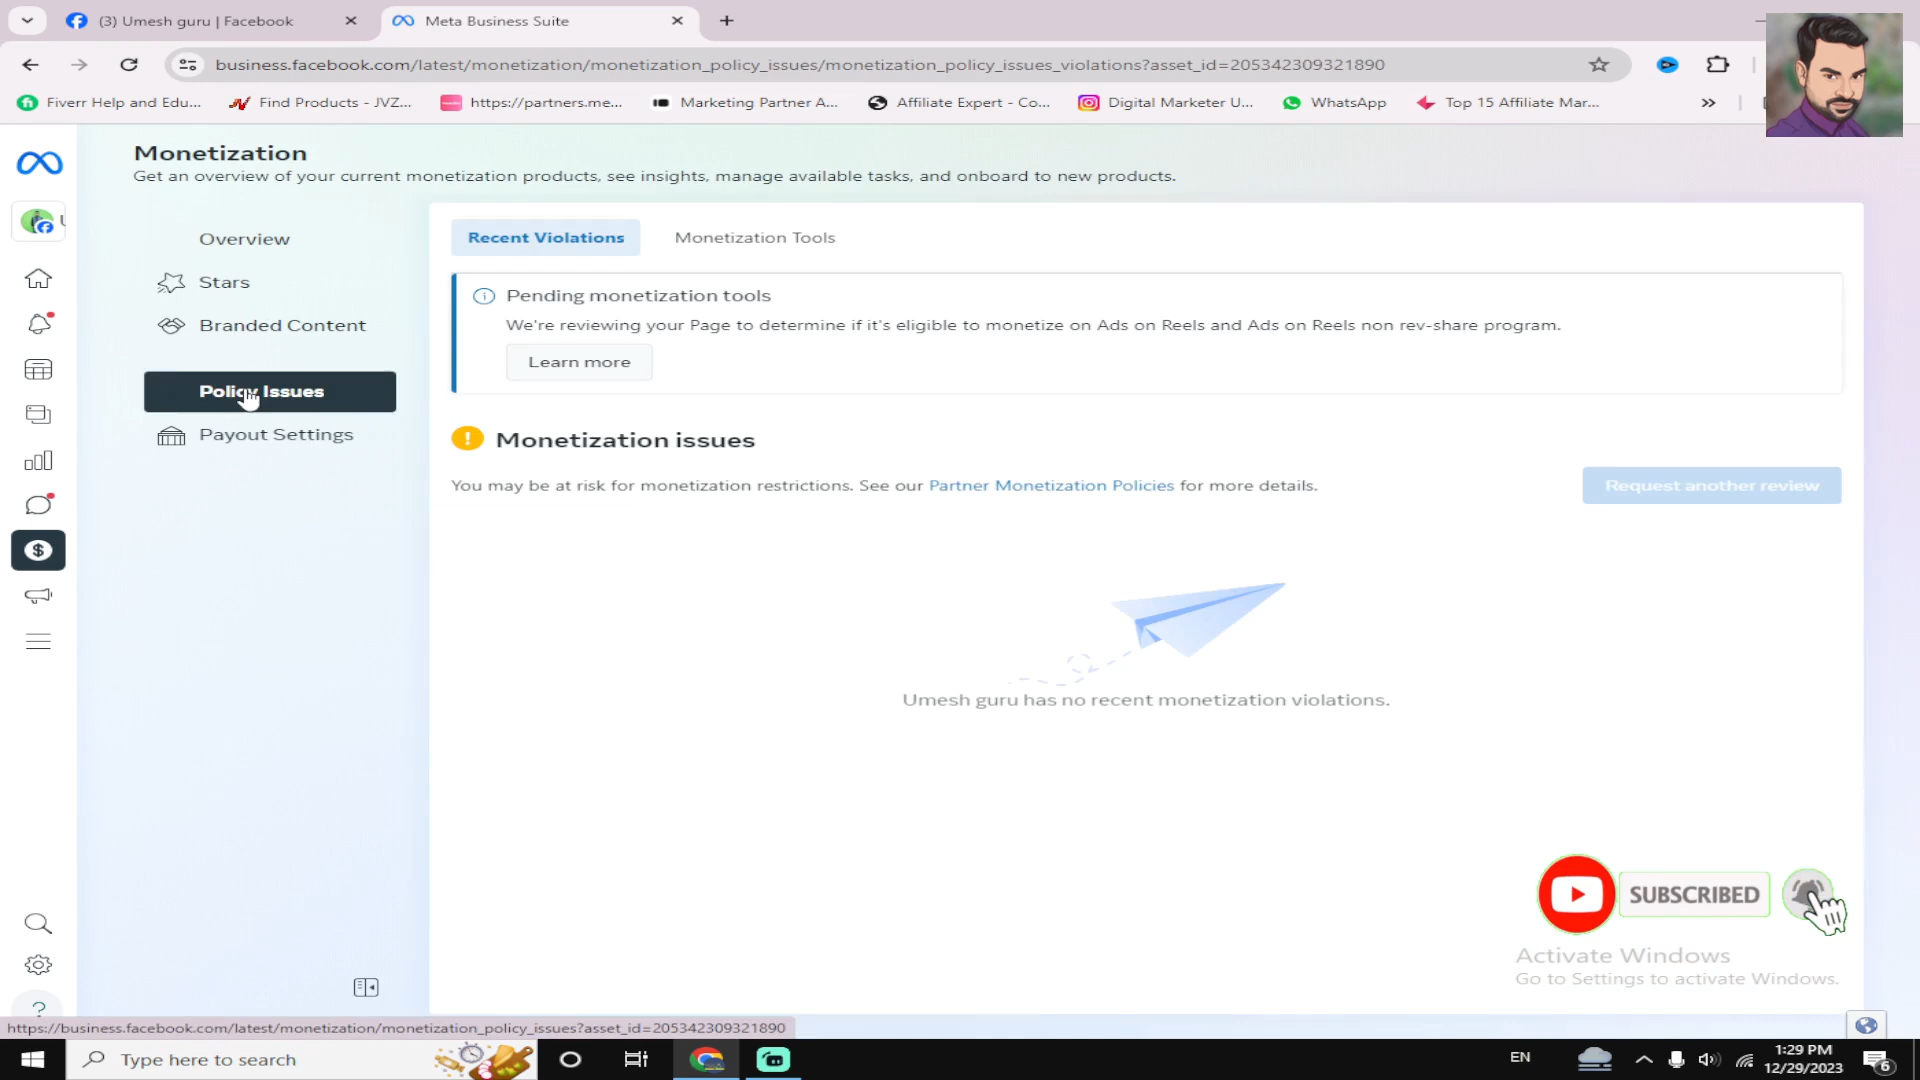 (3) Umesh guru | Facebook
Meta Business Suite
business.facebook.com/latest/monetization/monetization_policy_issues/monetization_policy_issues_violations?asset_id=205342309321890
Fiverr Help and Edu...
Find Products - JVZ...
https://partners.me...
Marketing Partner A...
Affiliate Expert - Co...
Digital Marketer U...
WhatsApp
Top 15 Affiliate Mar...
Monetization
Get an overview of your current monetization products, see insights, manage available tasks, and onboard to new products.
Overview
Stars
Branded Content
Policy Issues
Payout Settings
Recent Violations
Monetization Tools
Pending monetization tools
We're reviewing your Page to determine if it's eligible to monetize on Ads on Reels and Ads on Reels non rev-share program.
Learn more
Monetization issues
You may be at risk for monetization restrictions. See our Partner Monetization Policies for more details.
Request another review
Umesh guru has no recent monetization violations.
SUBSCRIBED
Activate Windows
Go to Settings to activate Windows.
https://business.facebook.com/latest/monetization/monetization_policy_issues?asset_id=205342309321890
Type here to search
EN
1:29 PM
12/29/2023
6